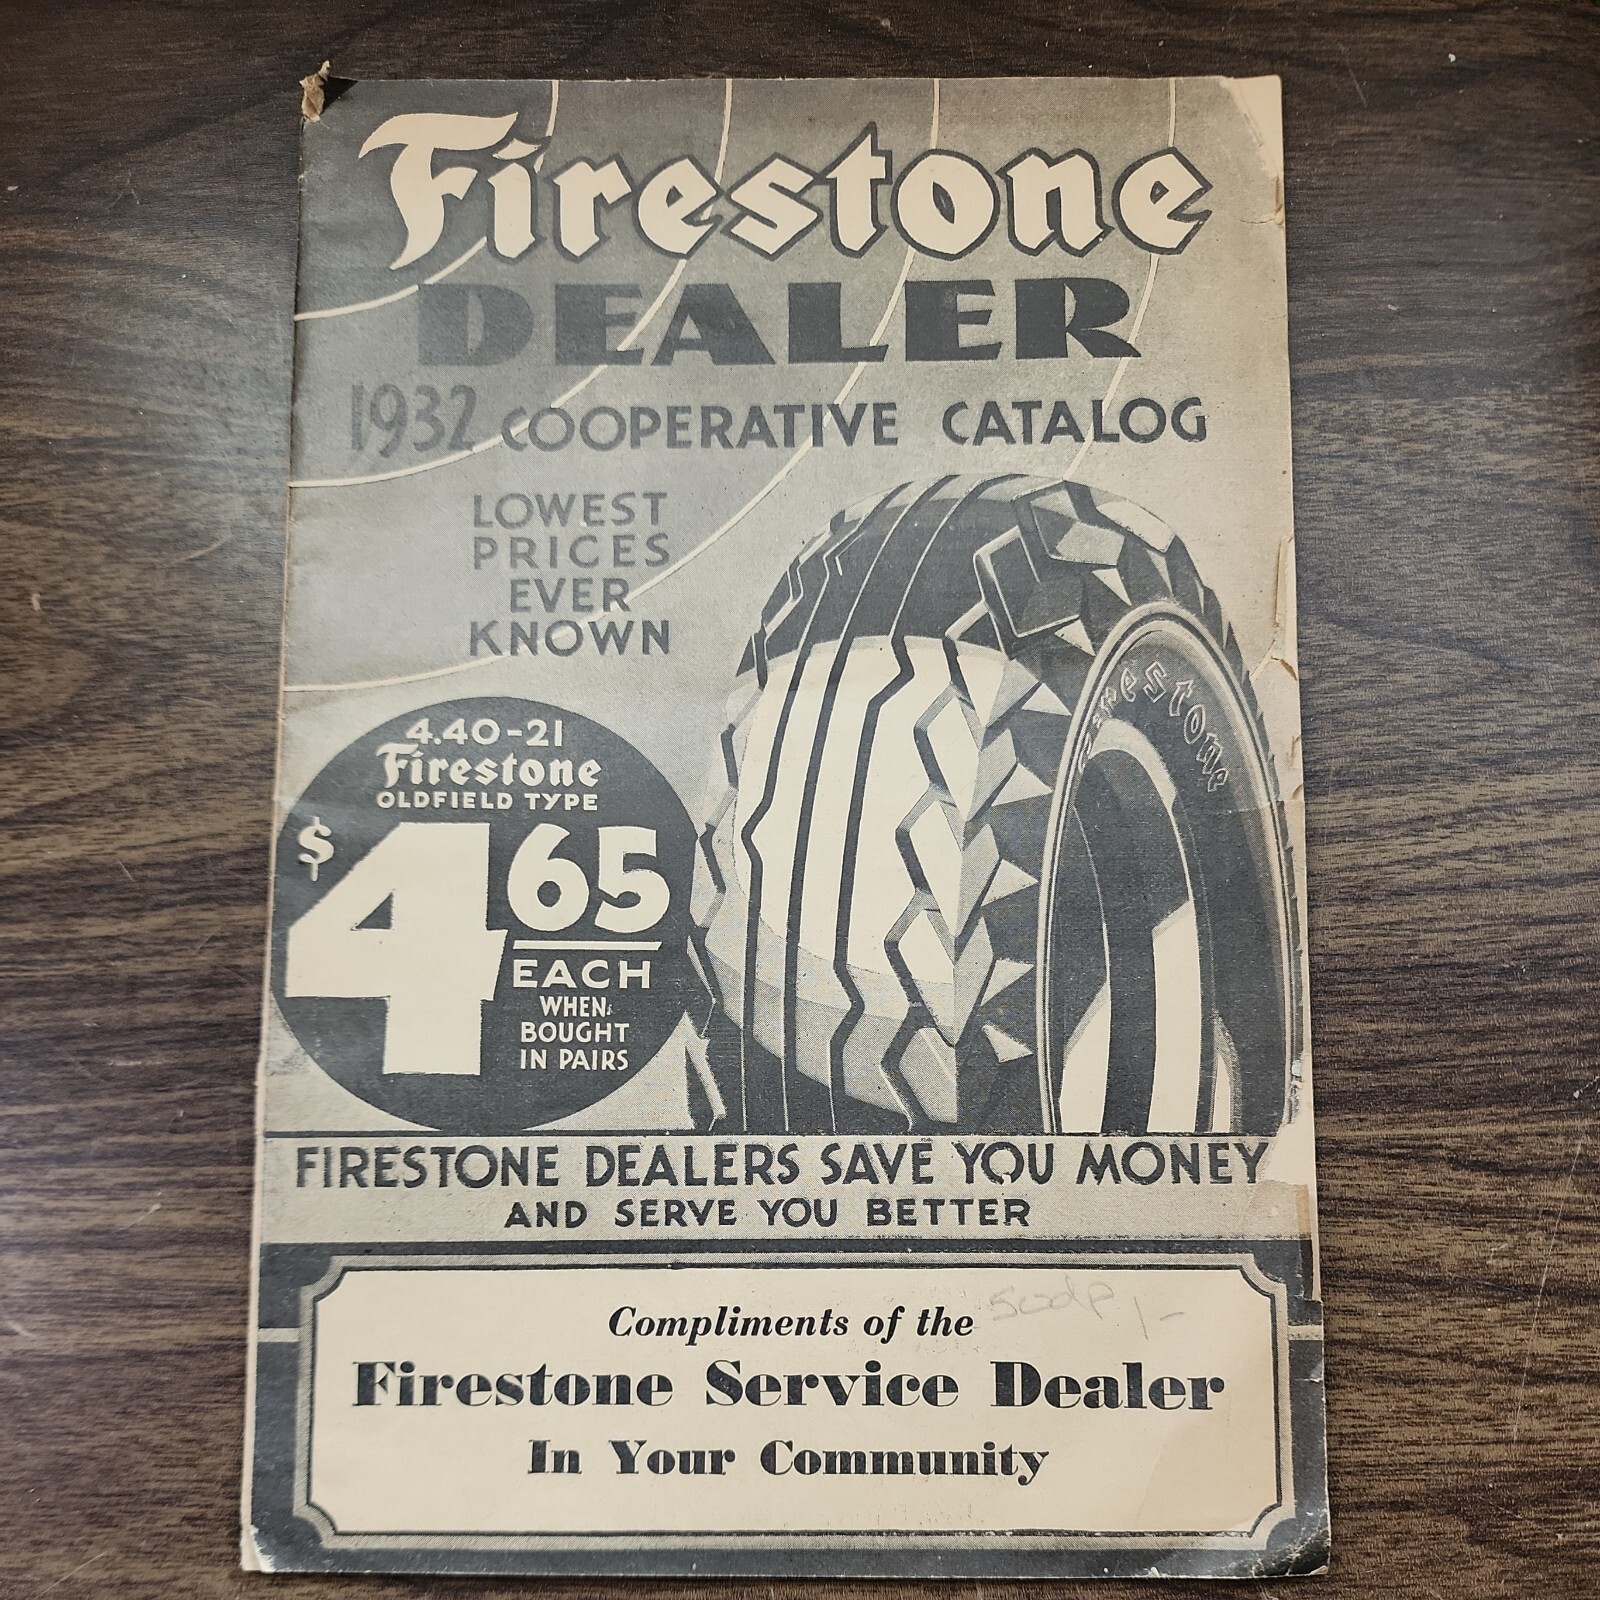 Firestone
DEALER
1932 COOPERATIVE CATALOG
LOWEST
PRICES
EVER
KNOWN
4.40-21
Firestone
OLDFIELD TYPE
$4 65
EACH
WHEN
BOUGHT
IN PAIRS
Firestone
FIRESTONE DEALERS SAVE YOU MONEY
AND SERVE YOU BETTER
Compliments of the
Firestone Service Dealer
In Your Community